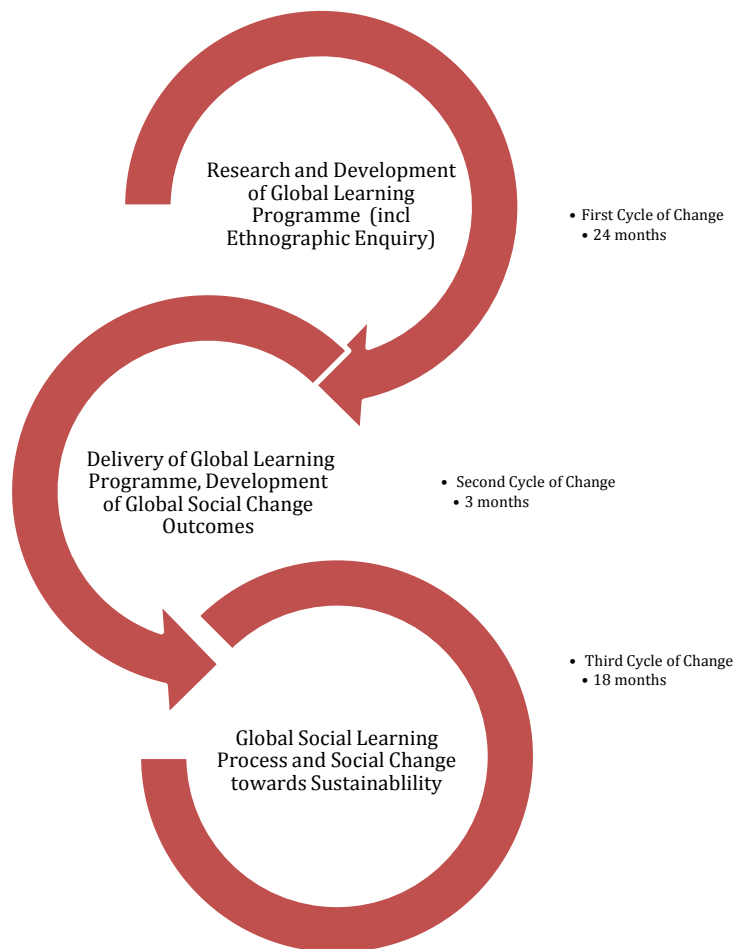 Research and Development
of Global Learning
Programme (incl
Ethnographic Enquiry)
• First Cycle of Change
• 24 months
Delivery of Global Learning
Programme, Development
of Global Social Change
Outcomes
• Second Cycle of Change
• 3 months
Global Social Learning
Process and Social Change
towards Sustainablility
• Third Cycle of Change
• 18 months